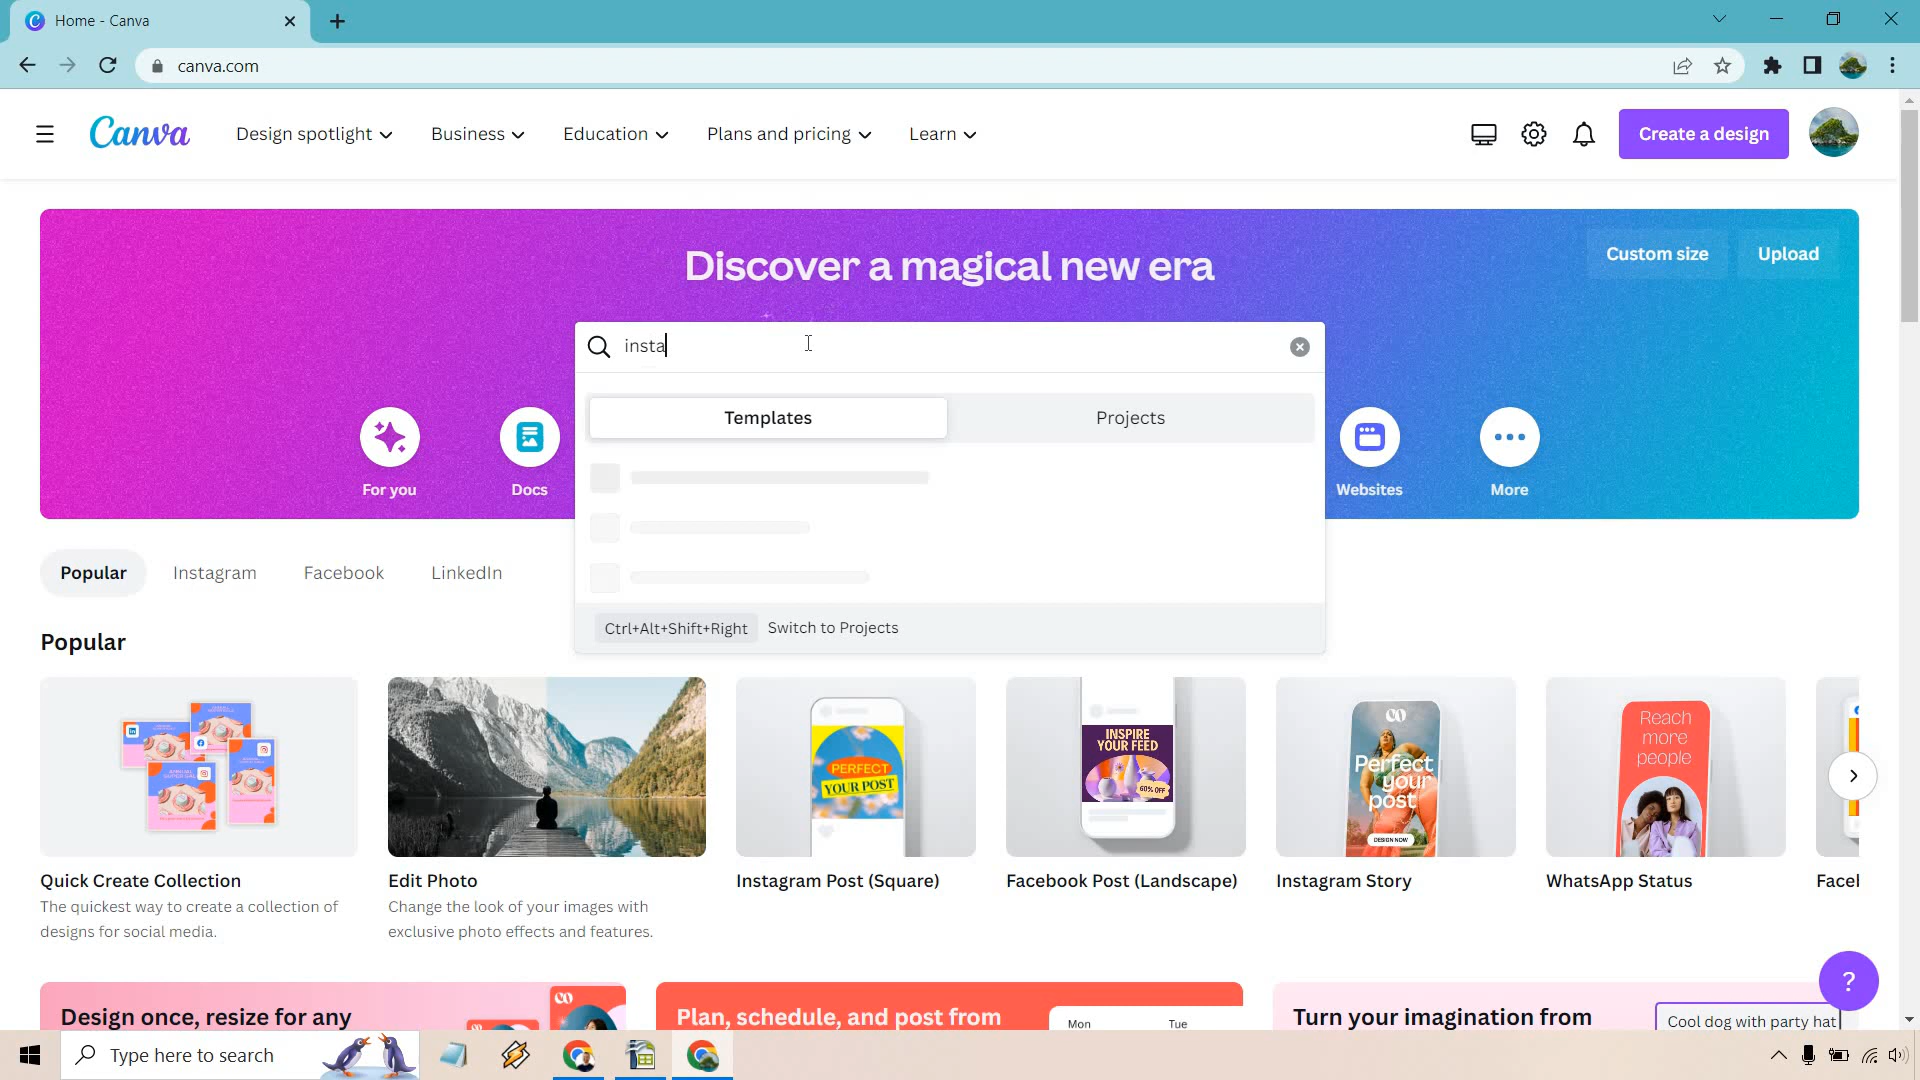 Home - Canva
canva.com
Canva
Design spotlight
Business
Education
Plans and pricing
Learn
Create a design
Discover a magical new era
Custom size
Upload
insta
Templates
Projects
For you
Docs
Websites
More
Ctrl+Alt+Shift+Right Switch to Projects
Popular
Instagram
Facebook
LinkedIn
Popular
PERFECT
YOUR POST
INSPIRE
YOUR FEED
60% OFF
Perfect
your
post
DESIGN NOW
Reach
more
people
Quick Create Collection
The quickest way to create a collection of
designs for social media.
Edit Photo
Change the look of your images with
exclusive photo effects and features.
Instagram Post (Square)
Facebook Post (Landscape)
Instagram Story
WhatsApp Status
?
Design once, resize for any
Plan, schedule, and post from
Mon
Tue
Turn your imagination from
Cool dog with party hat
Type here to search